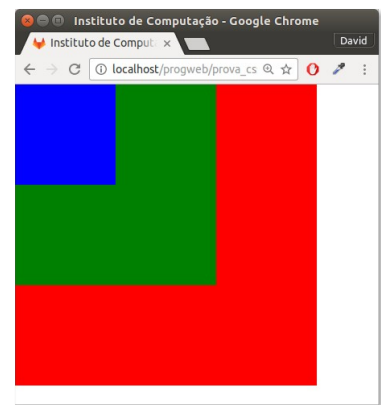 Instituto de Computação - Google Chrome
Instituto de Comput
David
localhost/progweb/prova_cs